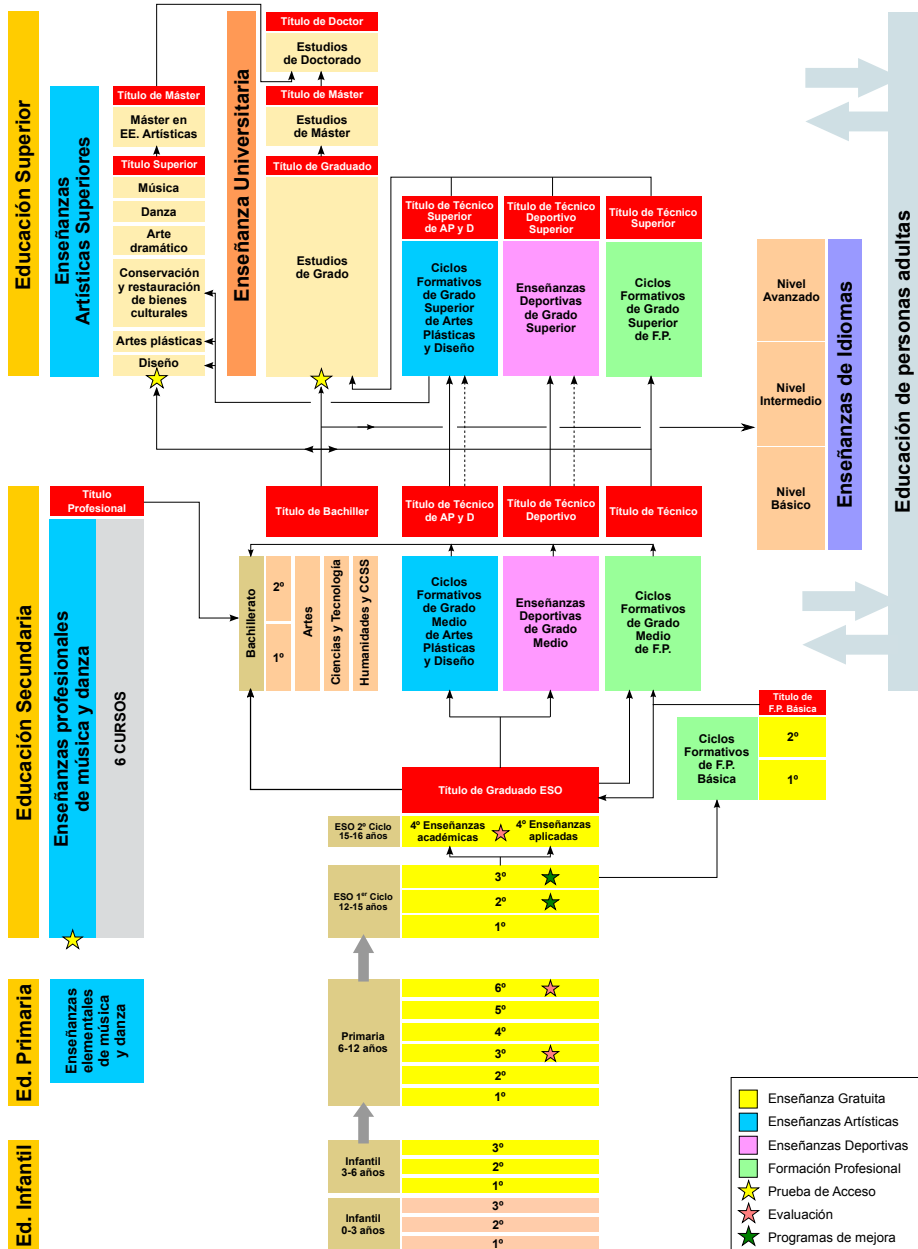 Educación Superior
Enseñanzas
Artísticas Superiores
Título de Máster
Máster en
EE. Artísticas
Título Superior
Música
Danza
Arte
dramático
Conservación
y restauración
de bienes
culturales
Artes plásticas
Diseño
Enseñanza Universitaria
Título de Doctor
Estudios
de Doctorado
Título de Máster
Estudios
de Máster
Título de Graduado
Estudios
de Grado
Título de Técnico
Superior
de AP y D
Ciclos
Formativos
de Grado
Superior
de Artes
Plásticas
y Diseño
Título de Técnico
Deportivo
Superior
Enseñanzas
Deportivas
de Grado
Superior
Título de Técnico
Superior
Ciclos
Formativos
de Grado
Superior
de F.P.
Nivel
Avanzado
Nivel
Intermedio
Nivel
Básico
Enseñanzas de Idiomas
Educación de personas adultas
Educación Secundaria
Título
Profesional
Enseñanzas profesionales
de música y danza
6 CURSOS
Título de Bachiller
Bachillerato
2º
1º
Artes
Ciencias y Tecnología
Humanidades y CCSS
Título de Técnico
de AP y D
Ciclos
Formativos
de Grado
Medio
de Artes
Plásticas
y Diseño
Título de Técnico
Deportivo
Enseñanzas
Deportivas
de Grado
Medio
Título de Técnico
Ciclos
Formativos
de Grado
Medio
de F.P.
Título de
F.P. Básica
Ciclos
Formativos
de F.P.
Básica
2º
1º
Título de Graduado ESO
ESO 2º Ciclo
15-16 años
4º Enseñanzas
académicas
4º Enseñanzas
aplicadas
ESO 1er Ciclo
12-15 años
3º
2º
1º
Ed. Primaria
Enseñanzas
elementales
de música
y danza
Primaria
6-12 años
6º
5º
4º
3º
2º
1º
Ed. Infantil
Infantil
3-6 años
3º
2º
1º
Infantil
0-3 años
3º
2º
1º
Enseñanza Gratuita
Enseñanzas Artísticas
Enseñanzas Deportivas
Formación Profesional
Prueba de Acceso
Evaluación
Programas de mejora